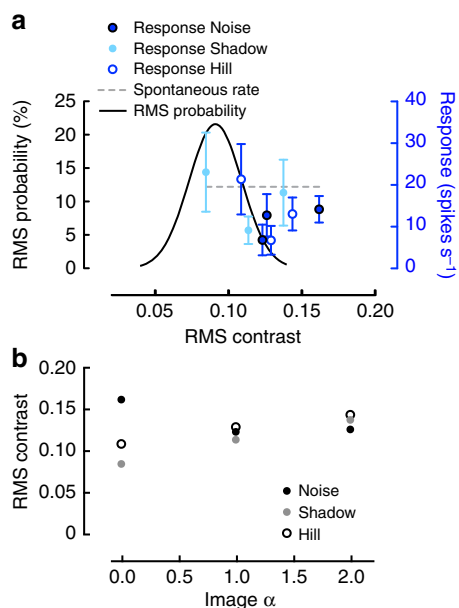 a
Response Noise
Response Shadow
Response Hill
Spontaneous rate
RMS probability
RMS probability (%)
25
20
15
10
5
0
Response (spikes s⁻¹)
40
30
20
10
0
0.05 0.10 0.15 0.20
RMS contrast
b
RMS contrast
0.20
0.15
0.10
0.05
0
Noise
Shadow
Hill
0.0 0.5 1.0 1.5 2.0
Image α